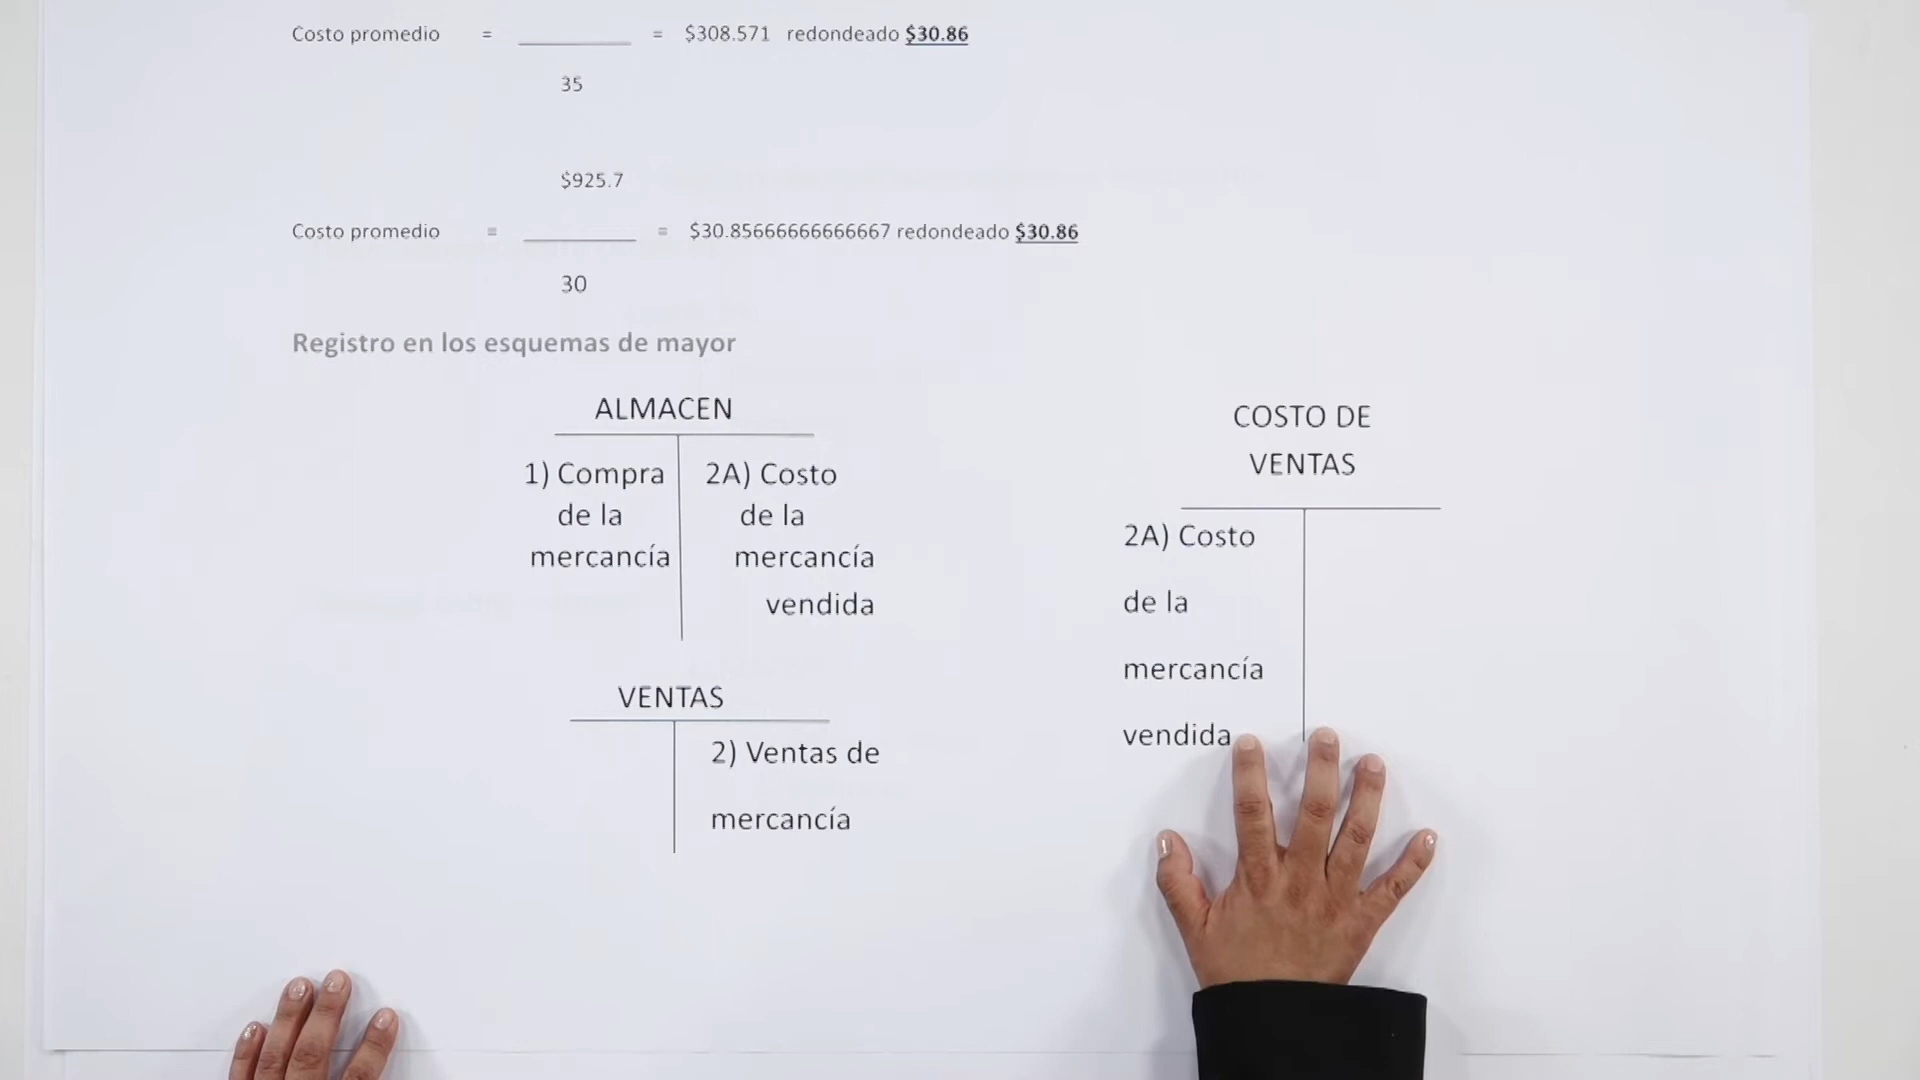 Costo promedio = ______ = $308.571 redondeado $30.86
35
$925.7
Costo promedio = ______ = $30.85666666666667 redondeado $30.86
30
Registro en los esquemas de mayor
ALMACEN
1) Compra
de la
mercancía
2A) Costo
de la
mercancía
vendida
COSTO DE
VENTAS
2A) Costo
de la
mercancía
vendida
VENTAS
2) Ventas de
mercancía